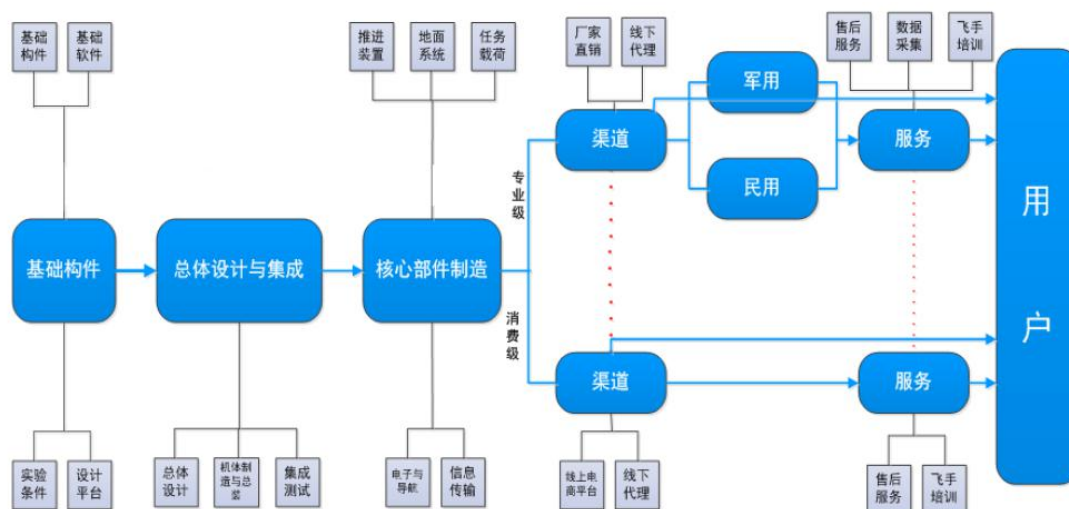 基础
构件
基础
软件
推进
装置
地面
系统
任务
载荷
厂家
直销
线下
代理
售后
服务
数据
采集
飞手
培训
军用
渠道
服务
民用
专业级
用户
基础构件
总体设计与集成
核心部件制造
消费级
渠道
服务
实验
条件
设计
平台
总体
设计
机体制
造与总装
集成
测试
电子与
导航
信息
传输
线上电
商平台
线下
代理
售后
服务
飞手
培训